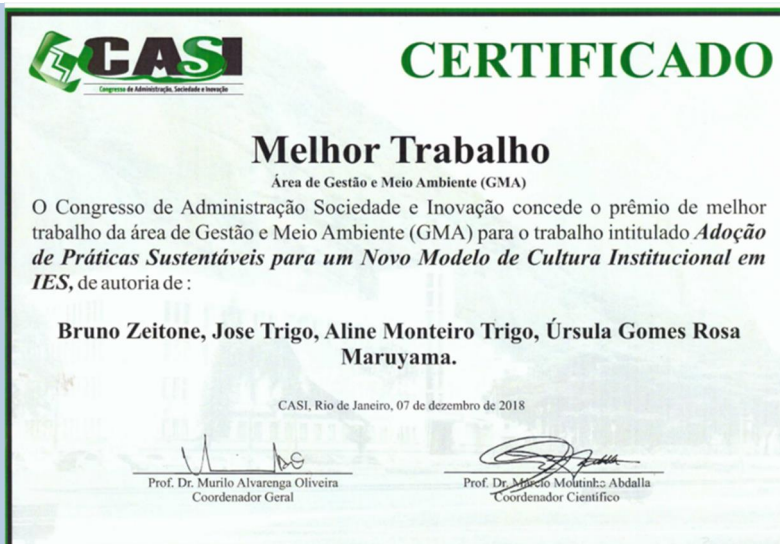 CASI
Congresso de Administração, Sociedade e Inovação
CERTIFICADO
Melhor Trabalho
Área de Gestão e Meio Ambiente (GMA)
O Congresso de Administração Sociedade e Inovação concede o prêmio de melhor
trabalho da área de Gestão e Meio Ambiente (GMA) para o trabalho intitulado Adoção
de Práticas Sustentáveis para um Novo Modelo de Cultura Institucional em
IES, de autoria de :
Bruno Zeitone, Jose Trigo, Aline Monteiro Trigo, Úrsula Gomes Rosa
Maruyama.
CASI, Rio de Janeiro, 07 de dezembro de 2018
Prof. Dr. Murilo Alvarenga Oliveira
Coordenador Geral
Prof. Dr. Márcio Moutinho Abdalla
Coordenador Científico